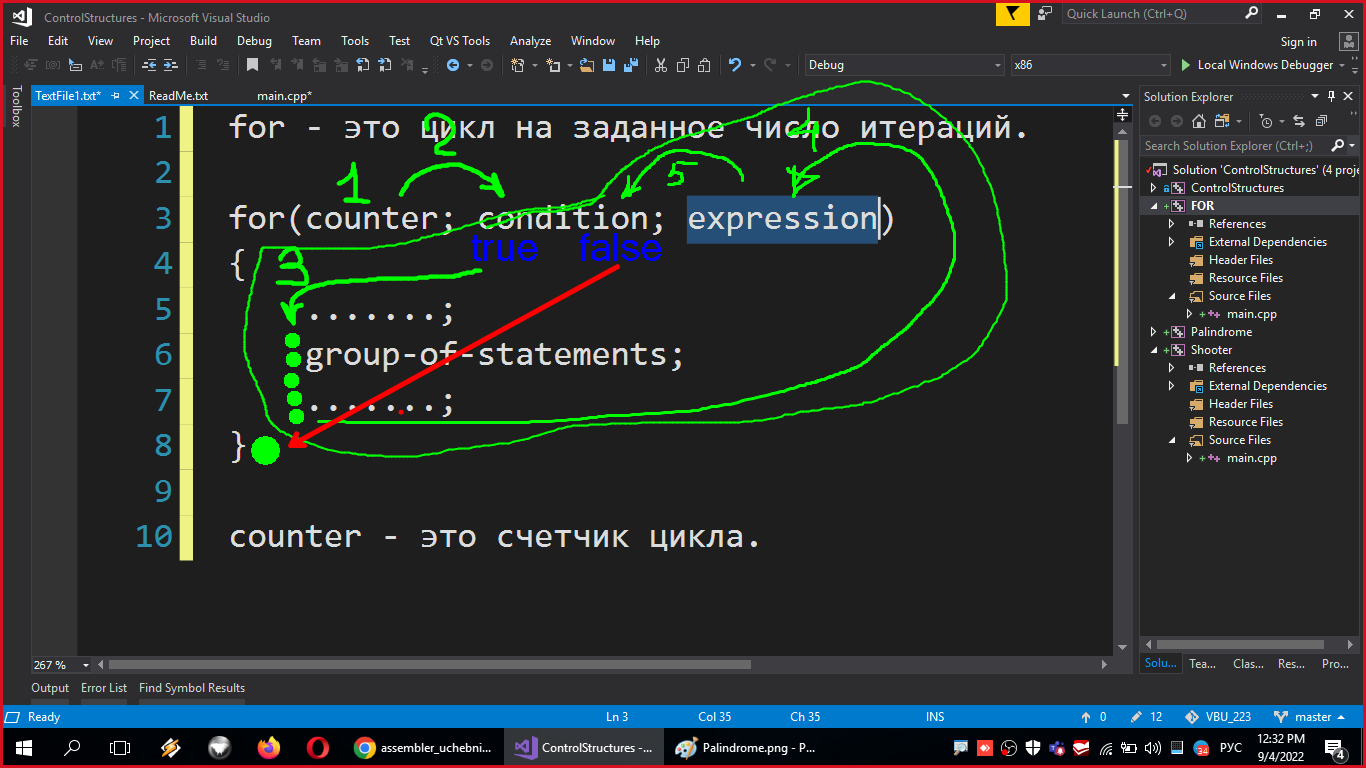 ControlStructures - Microsoft Visual Studio
Quick Launch (Ctrl+Q)
File Edit View Project Build Debug Team Tools Test Qt VS Tools Analyze Window Help
Sign in
Debug x86 Local Windows Debugger
Toolbox
TextFile1.txt* ReadMe.txt main.cpp*
1 for - это цикл на заданное число итераций.
2
3 for(counter; condition; expression)
4 {
5 .......;
6 group-of-statements;
7 .......;
8 }
9
10 counter - это счетчик цикла.
1 2 3 4 5
true false
Solution Explorer
Search Solution Explorer (Ctrl+;)
Solution 'ControlStructures' (4 proje
ControlStructures
FOR
References
External Dependencies
Header Files
Resource Files
Source Files
main.cpp
Palindrome
Shooter
References
External Dependencies
Header Files
Resource Files
Source Files
main.cpp
267 %
Solu... Tea... Clas... Res... Pro...
Output Error List Find Symbol Results
Ready Ln 3 Col 35 Ch 35 INS 0 12 VBU_223 master
assembler_uchebni... ControlStructures -... Palindrome.png - P...
34 РУС 12:32 PM 4
9/4/2022